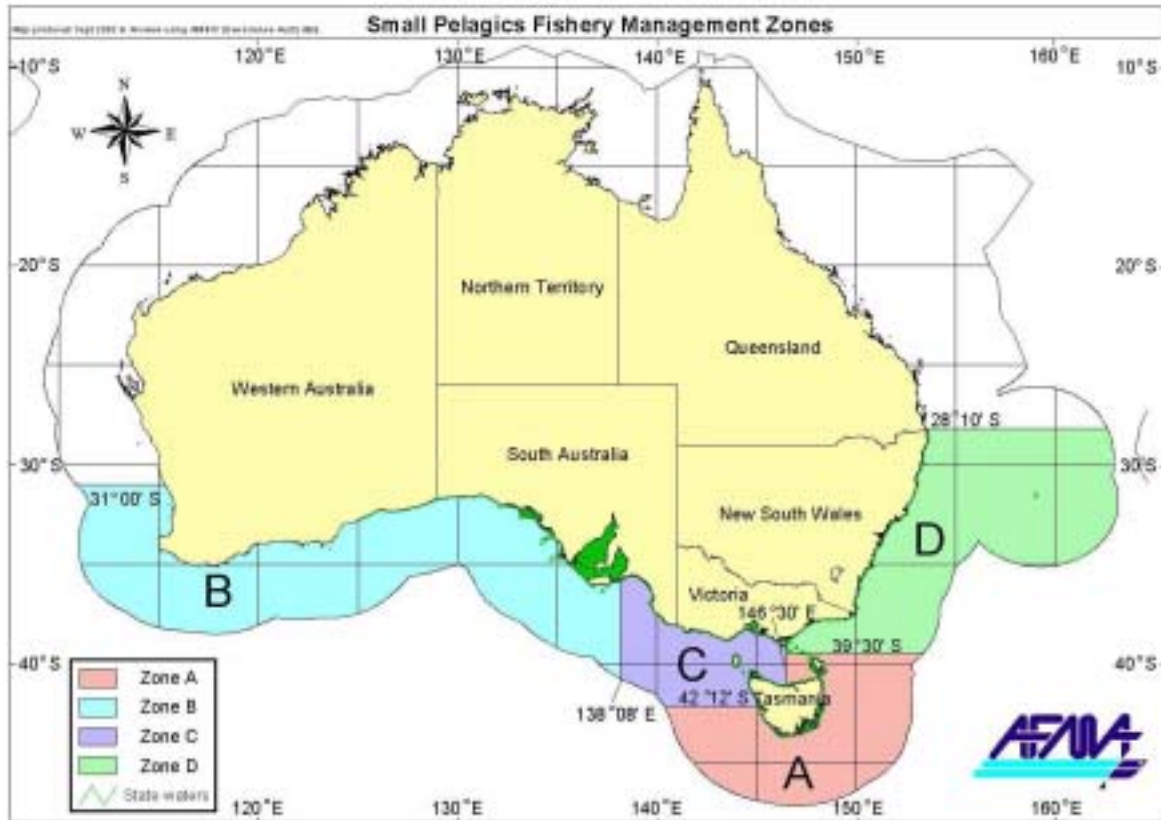 Small Pelagics Fishery Management Zones
120°E 130°E 140°E 150°E 160°E
10°S 10°S
N
W E
S
20°S 20°S
Northern Territory
Queensland
Western Australia
28°10' S
South Australia
30°S 30°S
31°00' S
New South Wales
D
B
Victoria
146°30' E
39°30' S
40°S 40°S
C
Zone A
42°12' S Tasmania
Zone B
138°08' E
Zone C
Zone D
A
AFMA
State waters
120°E 130°E 140°E 150°E 160°E